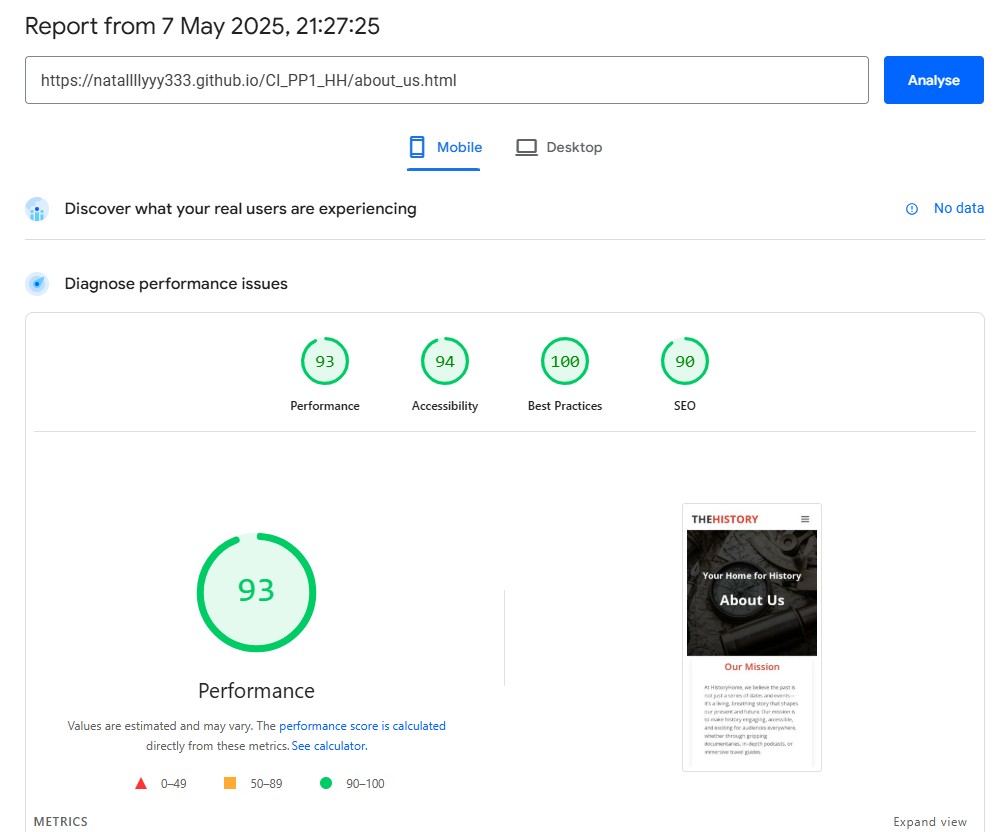 Report from 7 May 2025, 21:27:25
https://natallllyyy333.github.io/CI_PP1_HH/about_us.html
Analyse
Mobile
Desktop
Discover what your real users are experiencing
No data
Diagnose performance issues
93
94
100
90
Performance
Accessibility
Best Practices
SEO
93
Performance
Values are estimated and may vary. The performance score is calculated
directly from these metrics. See calculator.
0–49
50–89
90–100
THEHISTORY
Your Home for History
About Us
Our Mission
At HistoryHome, we believe the past is
not just a series of dates and events—
it's a living, breathing story that shapes
our present and future. Our mission is
to make history engaging, accessible,
and exciting for audiences everywhere,
whether through gripping
documentaries, in-depth podcasts, or
immersive travel guides.
METRICS
Expand view